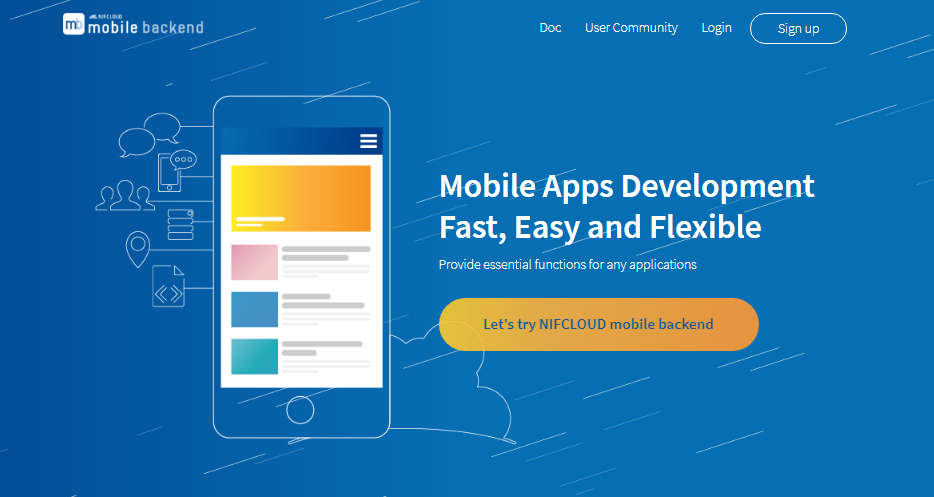 mb NIFCLOUD
mobile backend
Doc User Community Login Sign up
Mobile Apps Development
Fast, Easy and Flexible
Provide essential functions for any applications
Let's try NIFCLOUD mobile backend